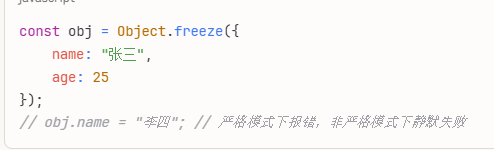 javascript
const obj = Object.freeze({
    name: "张三",
    age: 25
});
// obj.name = "李四"; // 严格模式下报错，非严格模式下静默失败